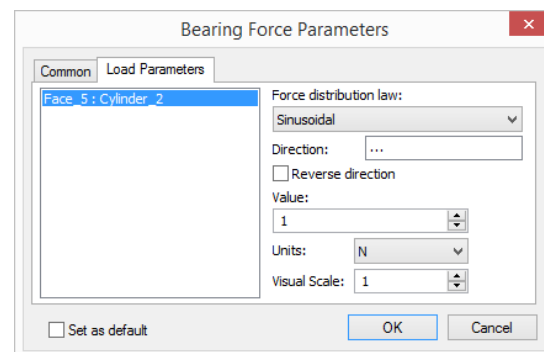 Bearing Force Parameters
Common
Load Parameters
Face_5 : Cylinder_2
Force distribution law:
Sinusoidal
Direction:
...
Reverse direction
Value:
1
Units:
N
Visual Scale:
1
Set as default
OK
Cancel